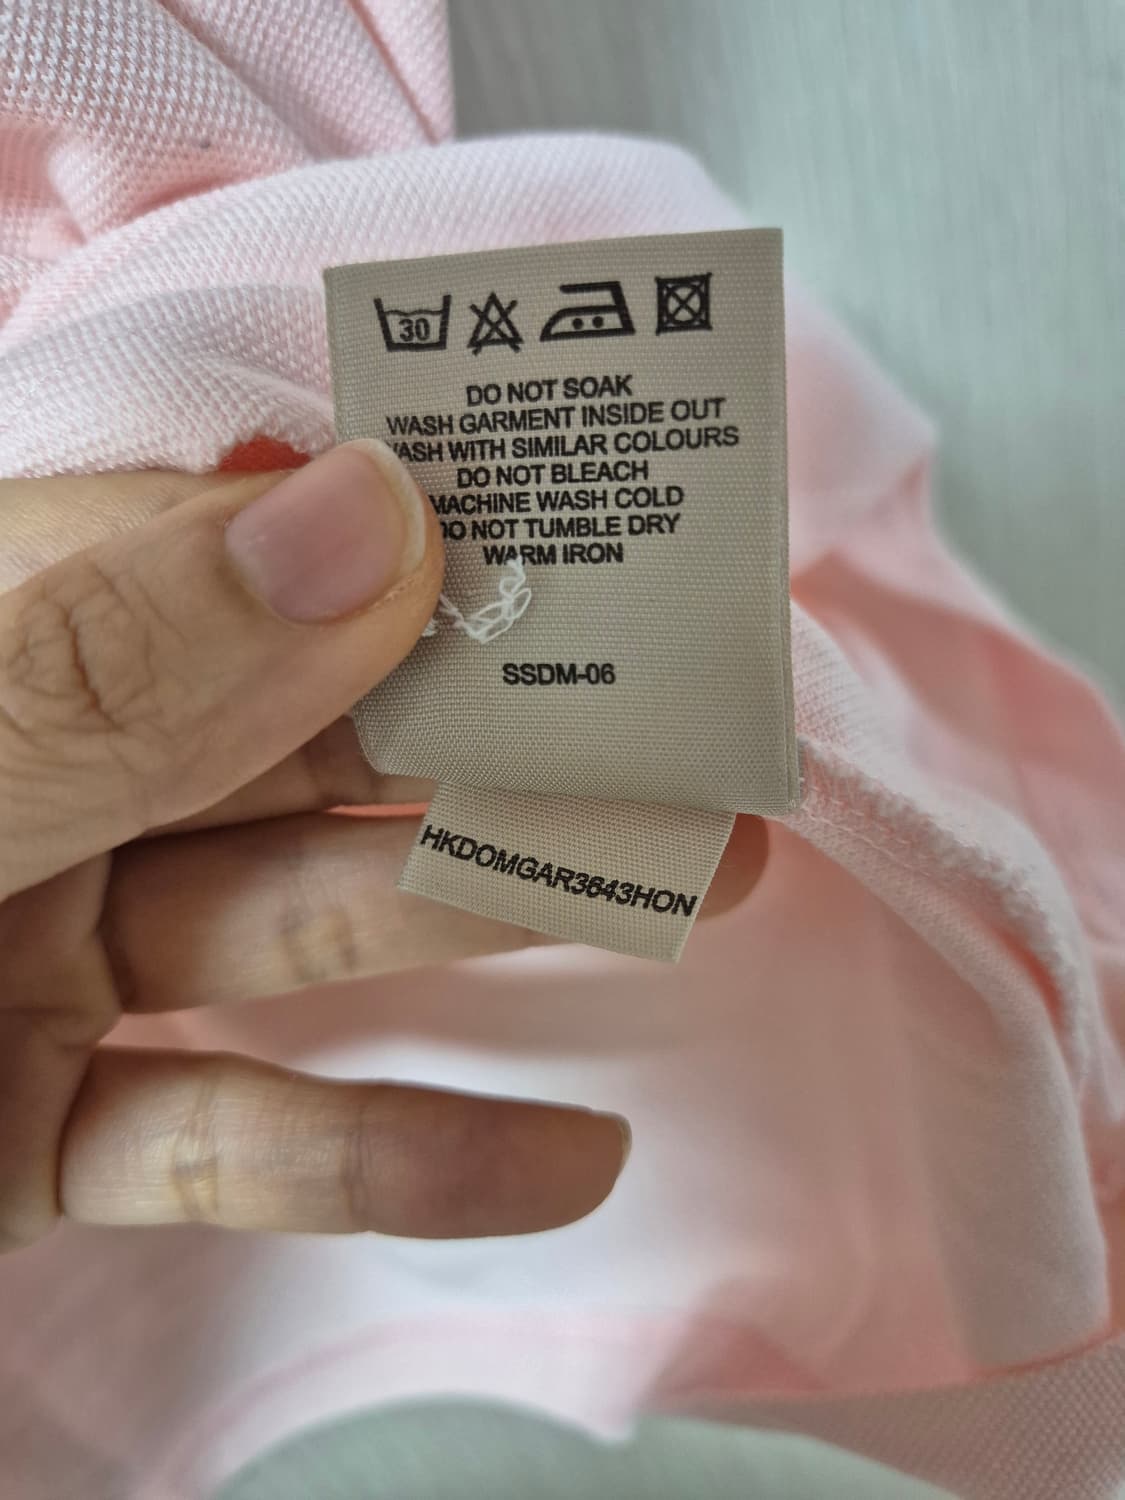 30
DO NOT SOAK
WASH GARMENT INSIDE OUT
WASH WITH SIMILAR COLOURS
DO NOT BLEACH
MACHINE WASH COLD
DO NOT TUMBLE DRY
WARM IRON
SSDM-06
HKDOMGAR3643HON